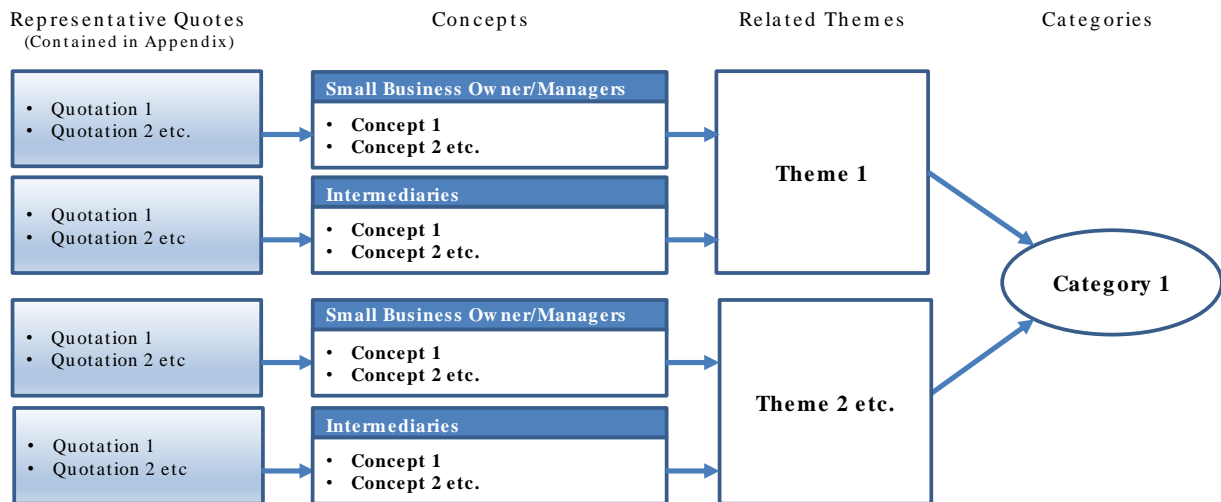 Representative Quotes
(Contained in Appendix)
Concepts
Related Themes
Categories
• Quotation 1
• Quotation 2 etc.
Small Business Owner/Managers
• Concept 1
• Concept 2 etc.
• Quotation 1
• Quotation 2 etc
Intermediaries
• Concept 1
• Concept 2 etc.
Theme 1
• Quotation 1
• Quotation 2 etc
Small Business Owner/Managers
• Concept 1
• Concept 2 etc.
• Quotation 1
• Quotation 2 etc
Intermediaries
• Concept 1
• Concept 2 etc.
Theme 2 etc.
Category 1